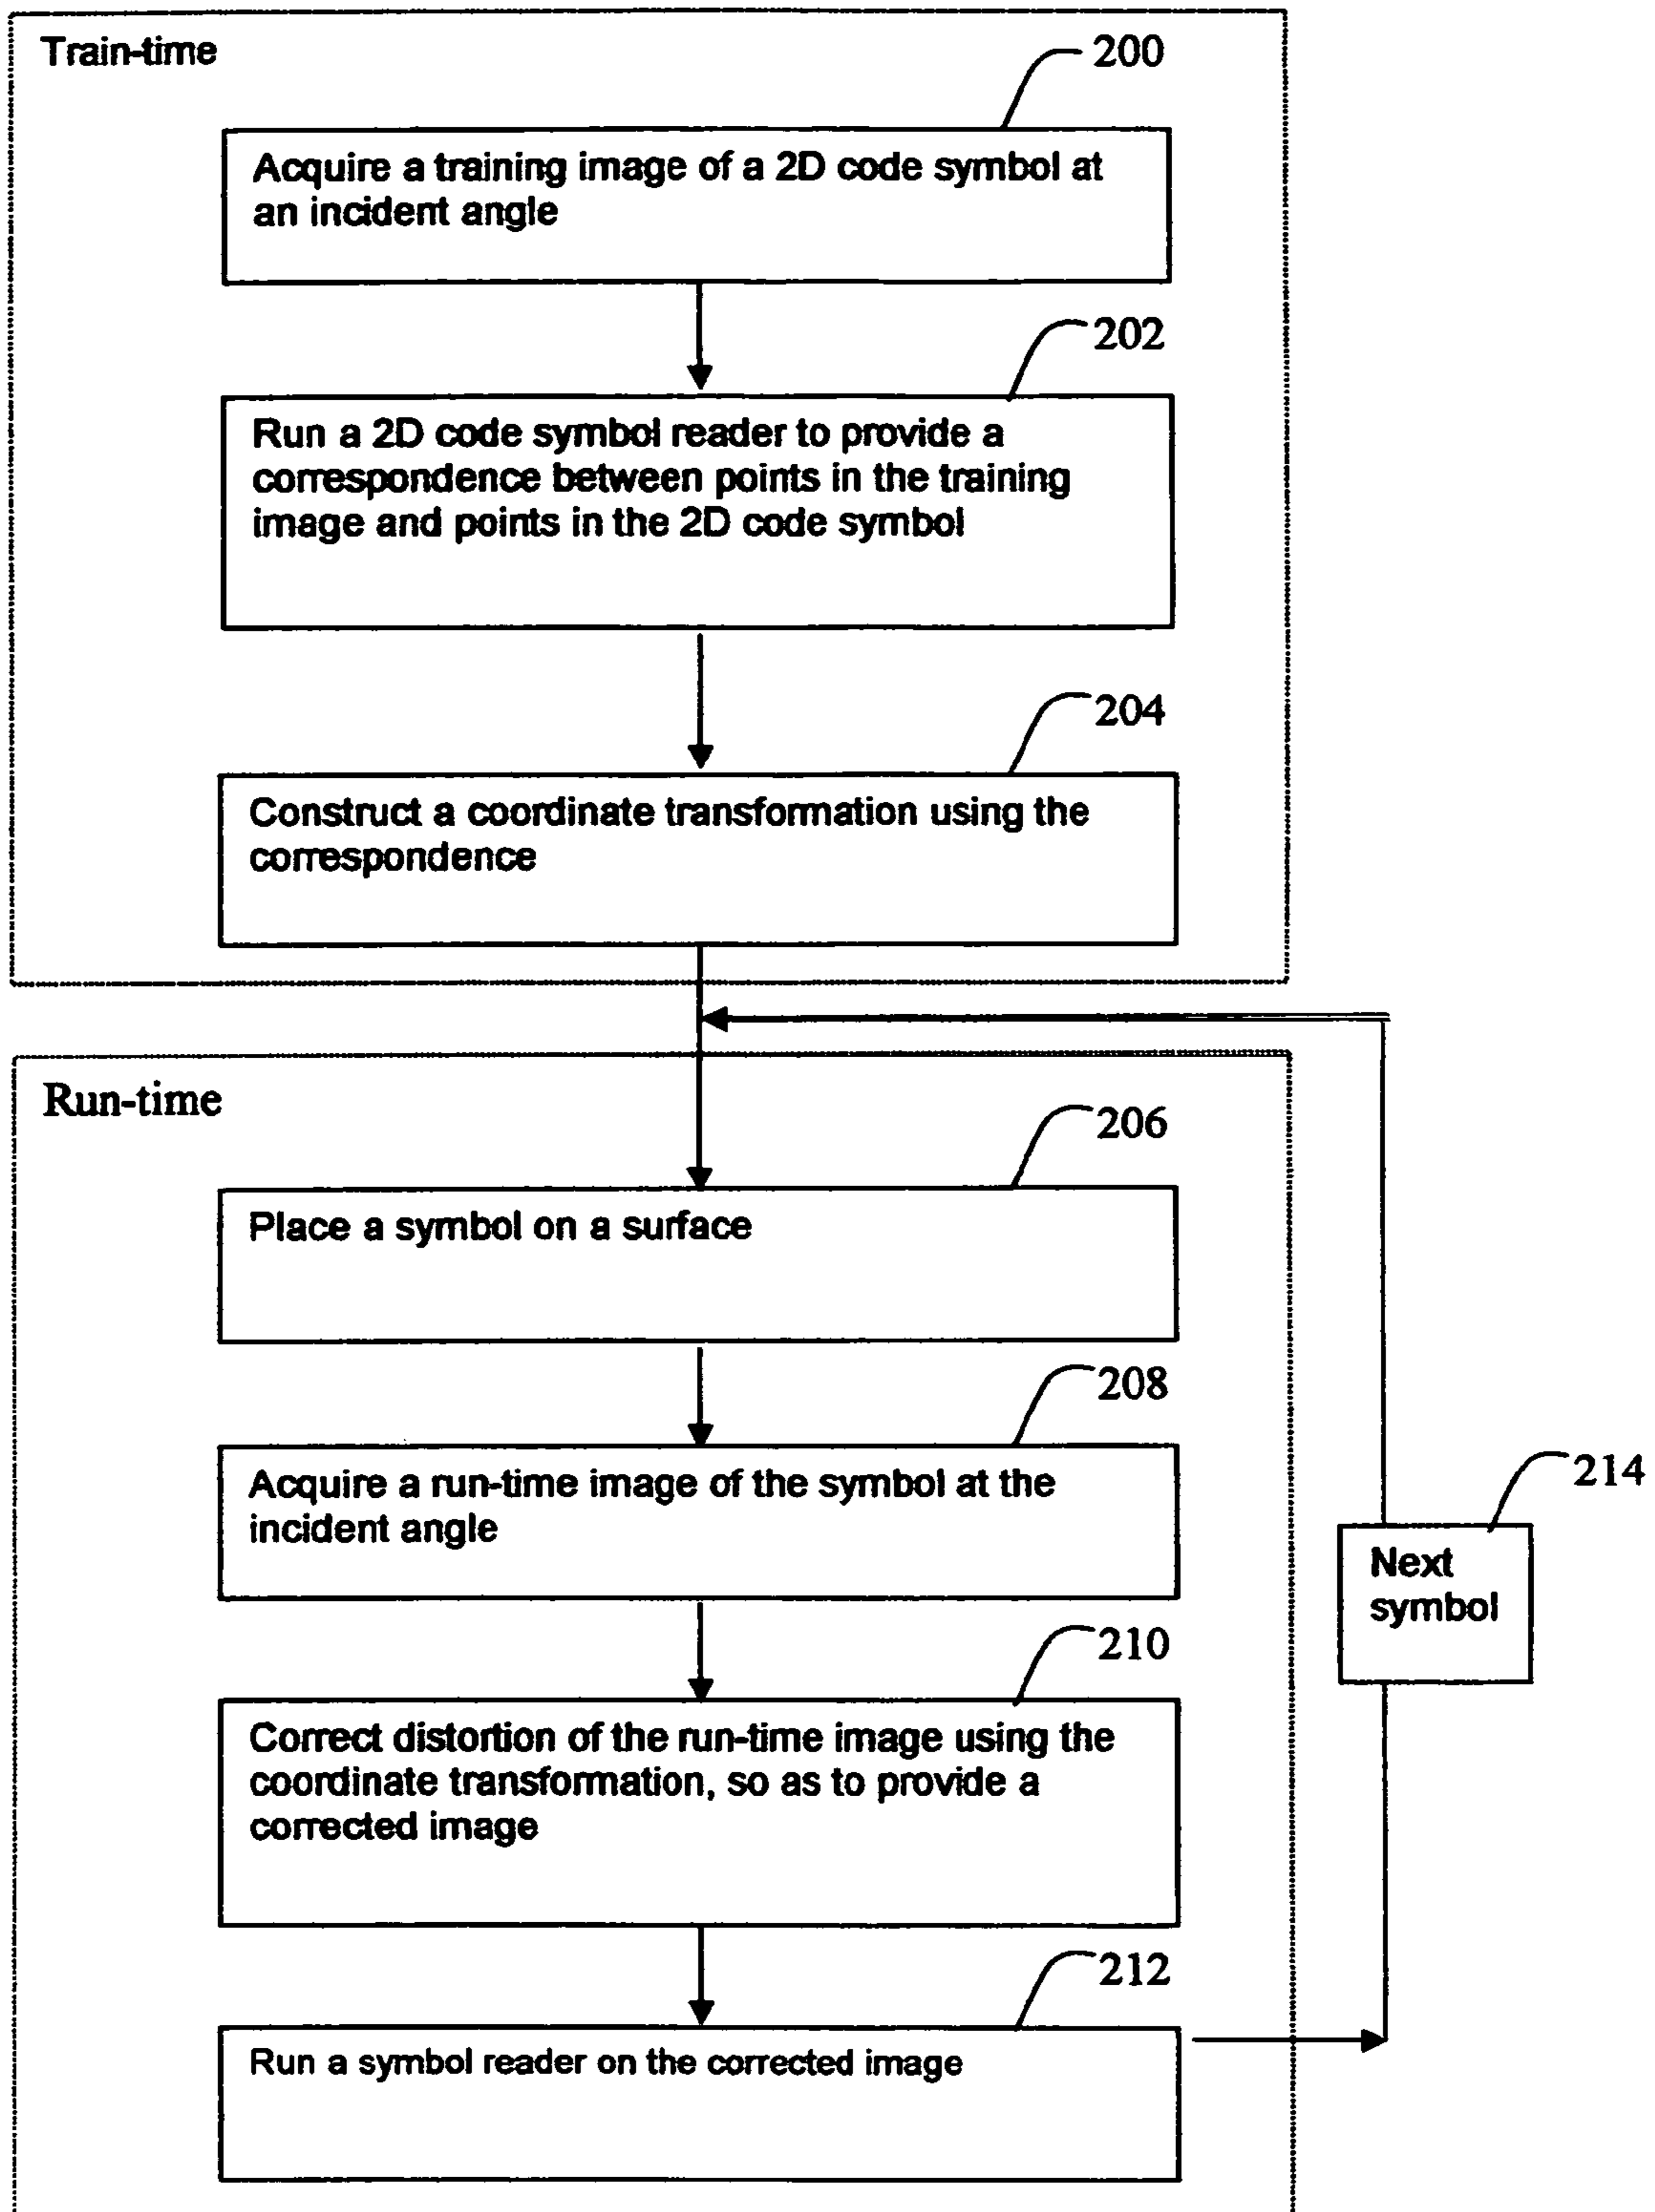 Train-time
200
Acquire a training image of a 2D code symbol at
an incident angle
202
Run a 2D code symbol reader to provide a
correspondence between points in the training
image and points in the 2D code symbol
204
Construct a coordinate transformation using the
correspondence
Run-time
206
Place a symbol on a surface
208
Acquire a run-time image of the symbol at the
incident angle
214
Next
symbol
210
Correct distortion of the run-time image using the
coordinate transformation, so as to provide a
corrected image
212
Run a symbol reader on the corrected image